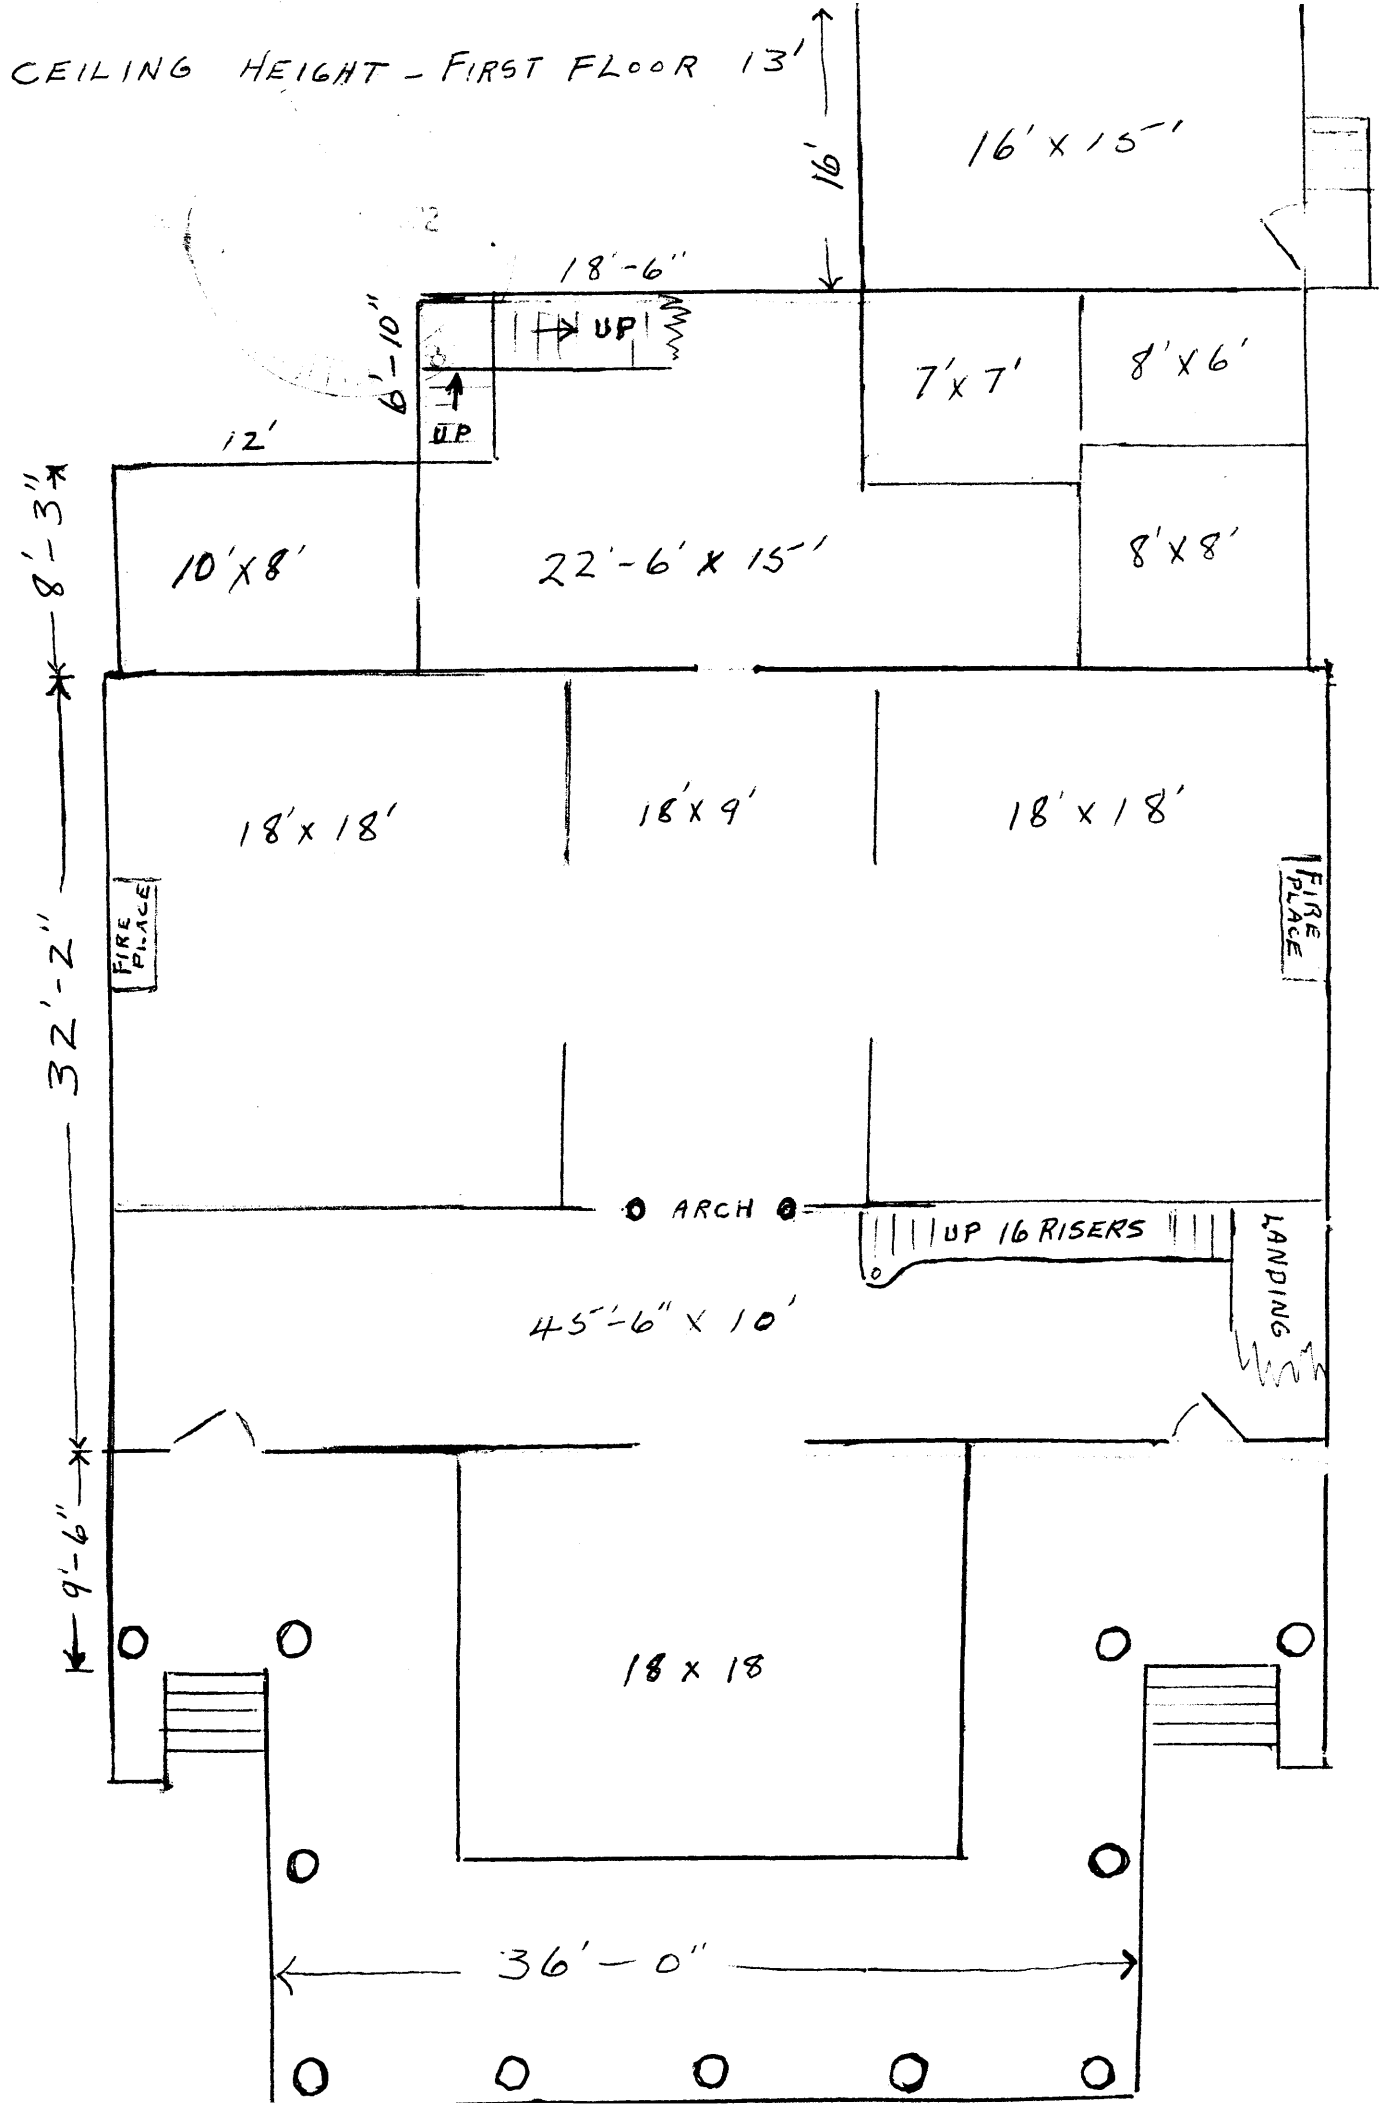 CEILING HEIGHT - FIRST FLOOR 13'
16'
16' X 15'
18'-6"
6'-10"
UP
7' X 7'
8' X 6'
UP
12'
8'-3"
10' X 8'
22'-6' X 15'
8' X 8'
18' X 18'
18' X 9'
18' X 18'
FIRE
PLACE
FIRE
PLACE
32'-2"
ARCH
UP 16 RISERS
LANDING
45'-6" X 10'
9'-6"
18 X 18
36'-0"